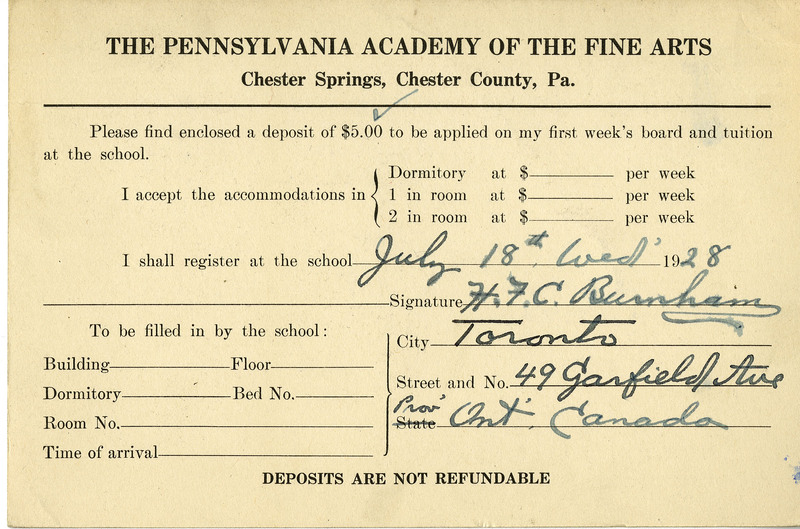 THE PENNSYLVANIA ACADEMY OF THE FINE ARTS
Chester Springs, Chester County, Pa.
Please find enclosed a deposit of $5.00 to be applied on my first week's board and tuition
at the school.
I accept the accommodations in
Dormitory at $ per week
1 in room at $ per week
2 in room at $ per week
I shall register at the school July 18th Wed' 1928
Signature H.F.C. Burnham
To be filled in by the school:
Building Floor
Dormitory Bed No.
Room No.
Time of arrival
City Toronto
Street and No. 49 Garfield Ave
Prov'
State Ont. Canada
DEPOSITS ARE NOT REFUNDABLE